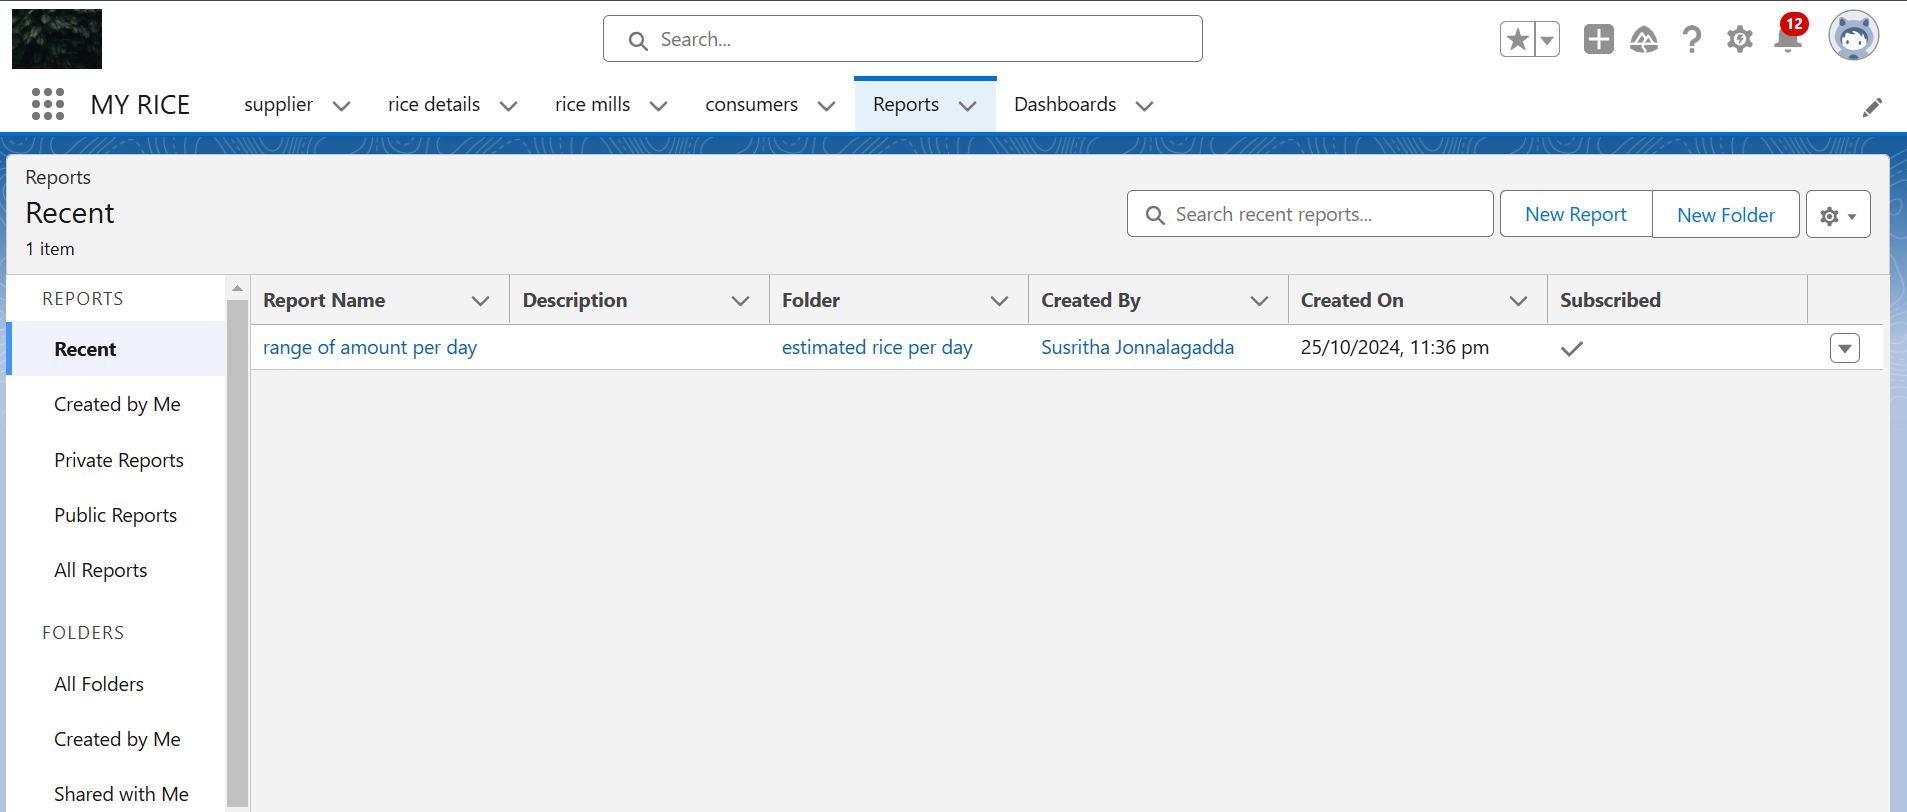 Search...
12
MY RICE
supplier
rice details
rice mills
consumers
Reports
Dashboards
Reports
Recent
1 item
Search recent reports...
New Report
New Folder
REPORTS
Recent
Created by Me
Private Reports
Public Reports
All Reports
FOLDERS
All Folders
Created by Me
Shared with Me
Report Name Description Folder Created By Created On Subscribed
range of amount per day estimated rice per day Susritha Jonnalagadda 25/10/2024, 11:36 pm